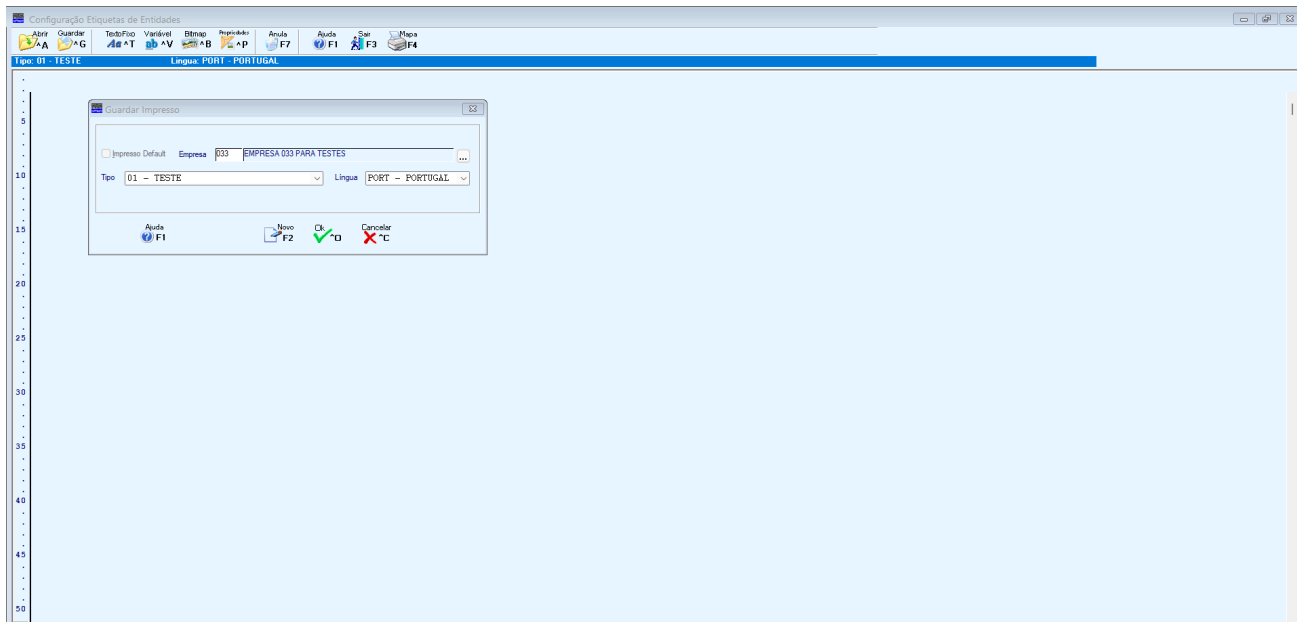 Configuração Etiquetas de Entidades
Abrir ^A Guardar ^G TextoFixo ^T Variável ^V Bitmap ^B Propriedades ^P Anula F7 Ajuda F1 Sair F3 Mapa F4
Tipo: 01 - TESTE Lingua: PORT - PORTUGAL
Guardar Impresso
5
Impresso Default Empresa 033 EMPRESA 033 PARA TESTES ...
10
Tipo 01 - TESTE Lingua PORT - PORTUGAL
15
Ajuda F1 Novo F2 Ok ^O Cancelar ^C
20
25
30
35
40
45
50